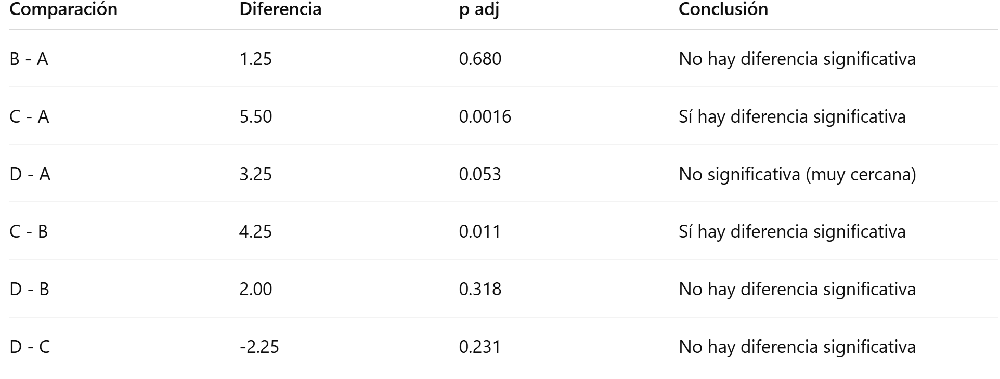 Comparación Diferencia p adj Conclusión
B - A 1.25 0.680 No hay diferencia significativa
C - A 5.50 0.0016 Sí hay diferencia significativa
D - A 3.25 0.053 No significativa (muy cercana)
C - B 4.25 0.011 Sí hay diferencia significativa
D - B 2.00 0.318 No hay diferencia significativa
D - C -2.25 0.231 No hay diferencia significativa